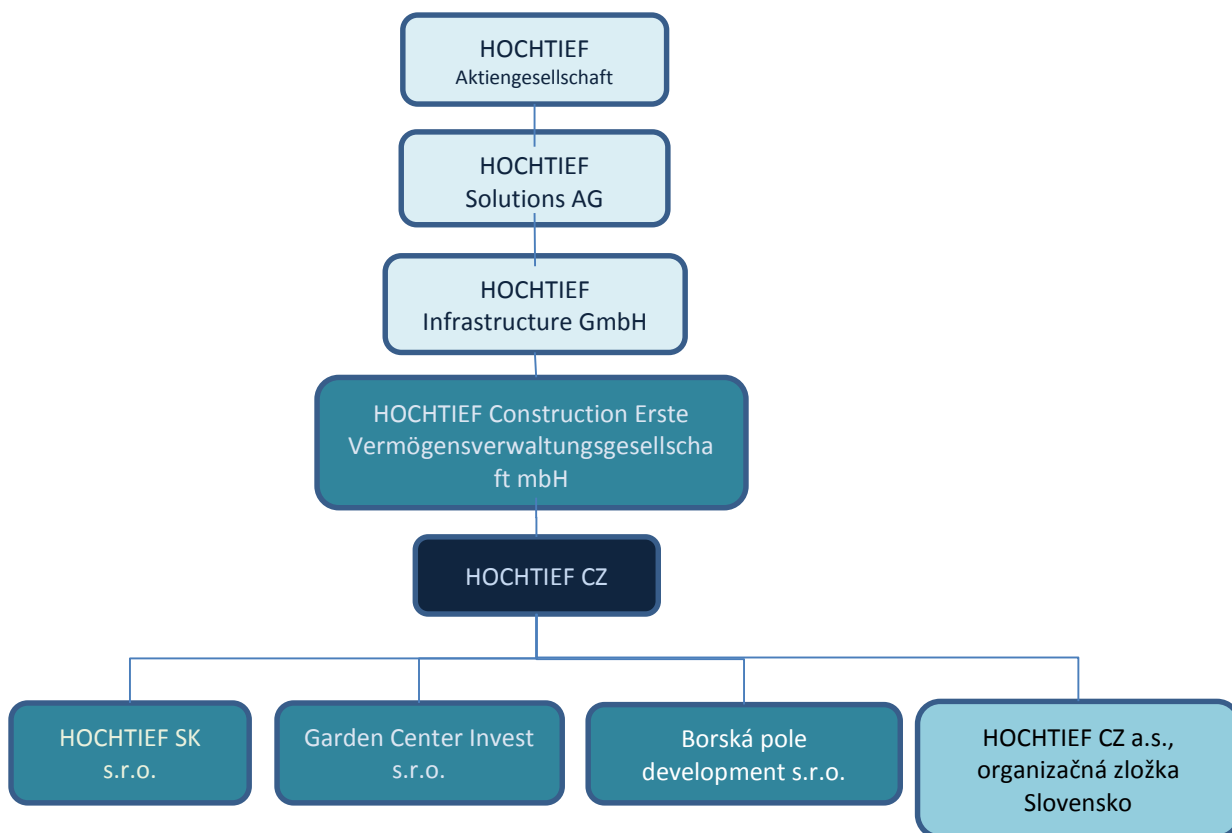 HOCHTIEF
Aktiengesellschaft
HOCHTIEF
Solutions AG
HOCHTIEF
Infrastructure GmbH
HOCHTIEF Construction Erste
Vermögensverwaltungsgesellscha
ft mbH
HOCHTIEF CZ
HOCHTIEF SK
s.r.o.
Garden Center Invest
s.r.o.
Borská pole
development s.r.o.
HOCHTIEF CZ a.s.,
organizačná zložka
Slovensko